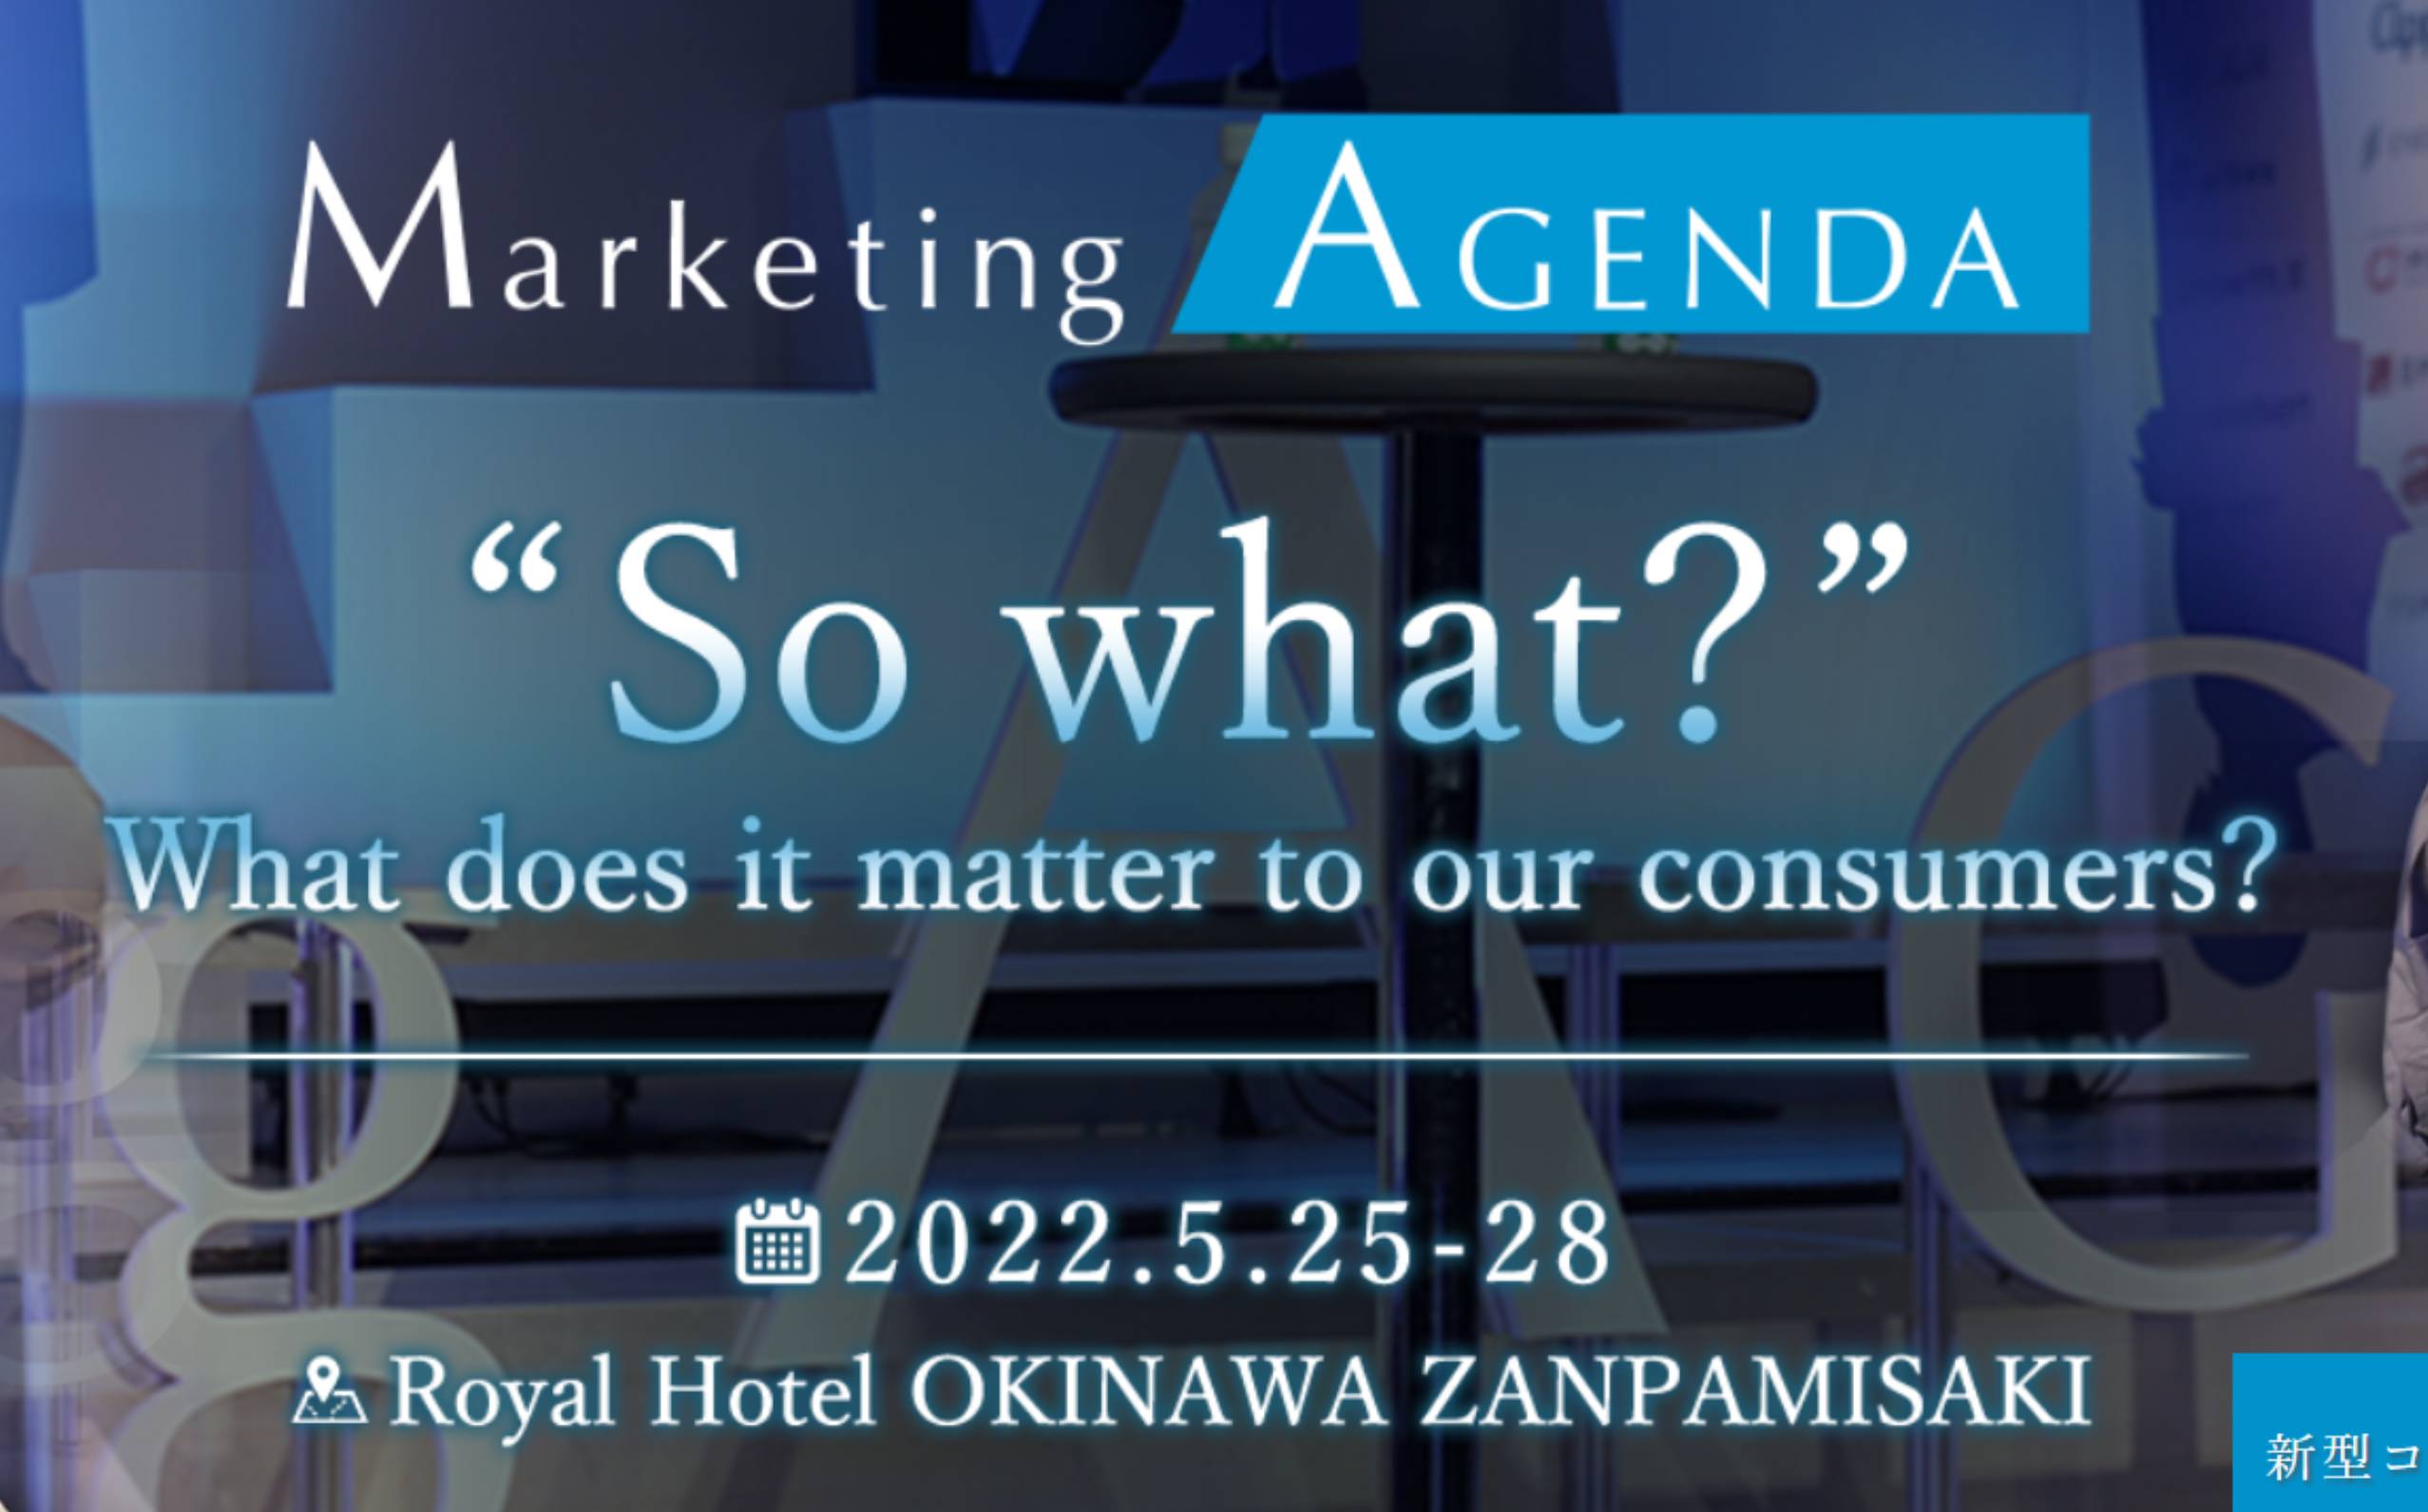 Marketing AGENDA
“So what?”
What does it matter to our consumers?
2022.5.25-28
Royal Hotel OKINAWA ZANPAMISAKI
新型コ